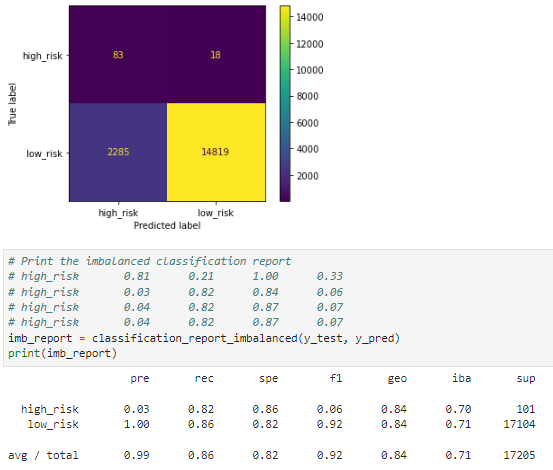 14000
high_risk 83 18
12000
10000
True label
8000
6000
low_risk 2285 14819
4000
2000
high_risk low_risk
Predicted label
# Print the imbalanced classification report
# high_risk 0.81 0.21 1.00 0.33
# high_risk 0.03 0.82 0.84 0.06
# high_risk 0.04 0.82 0.87 0.07
# high_risk 0.04 0.82 0.87 0.07
imb_report = classification_report_imbalanced(y_test, y_pred)
print(imb_report)
pre rec spe f1 geo iba sup
high_risk 0.03 0.82 0.86 0.06 0.84 0.70 101
low_risk 1.00 0.86 0.82 0.92 0.84 0.71 17104
avg / total 0.99 0.86 0.82 0.92 0.84 0.71 17205